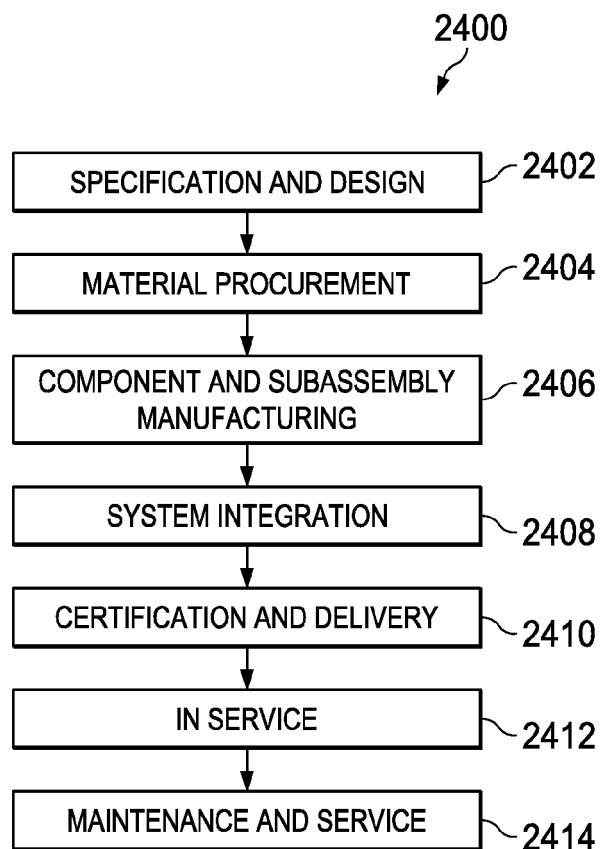 2400
SPECIFICATION AND DESIGN
2402
MATERIAL PROCUREMENT
2404
COMPONENT AND SUBASSEMBLY
MANUFACTURING
2406
SYSTEM INTEGRATION
2408
CERTIFICATION AND DELIVERY
2410
IN SERVICE
2412
MAINTENANCE AND SERVICE
2414